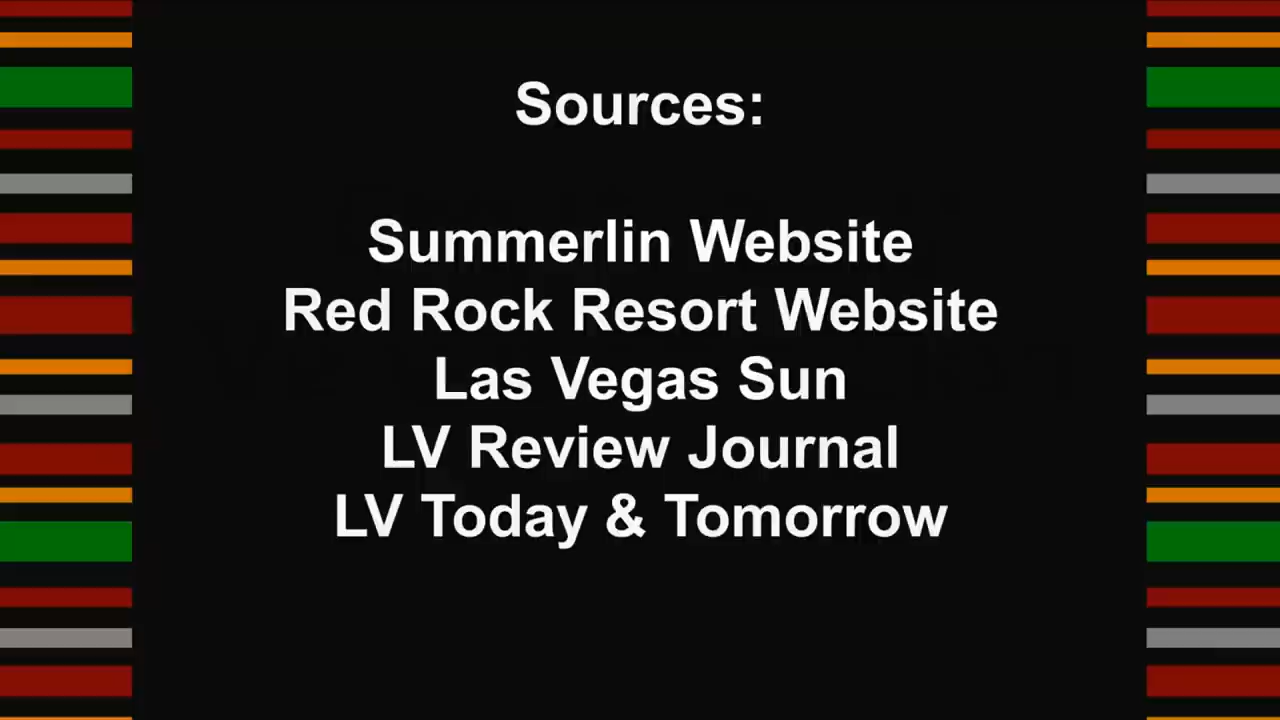 Sources:
Summerlin Website
Red Rock Resort Website
Las Vegas Sun
LV Review Journal
LV Today & Tomorrow